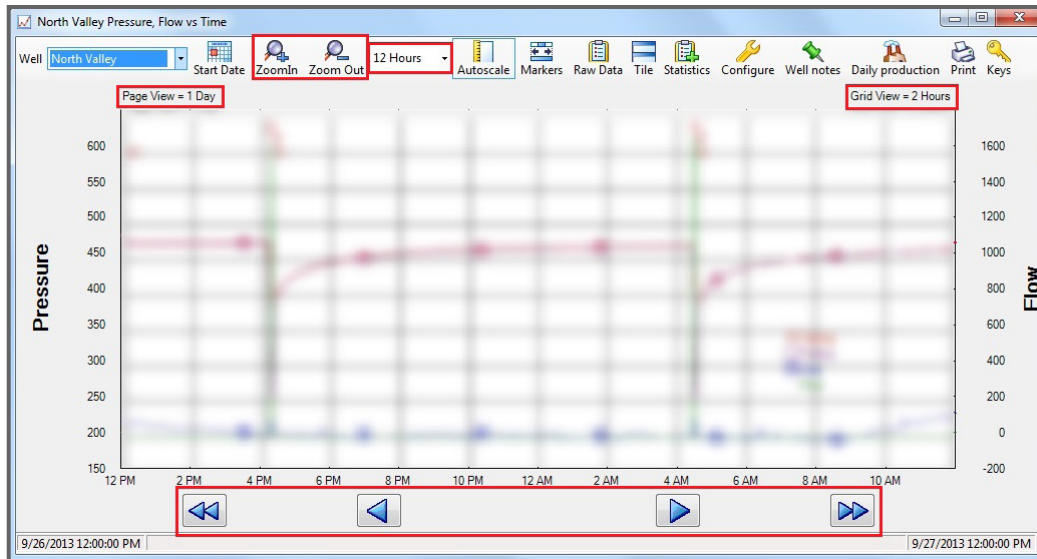 North Valley Pressure, Flow vs Time
Well North Valley Start Date ZoomIn Zoom Out 12 Hours Autoscale Markers Raw Data Tile Statistics Configure Well notes Daily production Print Keys
Page View = 1 Day Grid View = 2 Hours
600 1600
550 1400
500 1200
450 1000
400 800
350 600
300 400
250 200
200 0
150 -200
Pressure
Flow
12 PM 2 PM 4 PM 6 PM 8 PM 10 PM 12 AM 2 AM 4 AM 6 AM 8 AM 10 AM
9/26/2013 12:00:00 PM 9/27/2013 12:00:00 PM